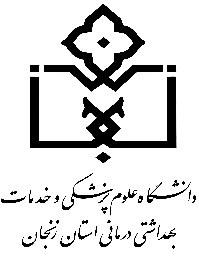 دانشگاه علوم پزشکی و خدمات
بهداشتی درمانی استان زنجان